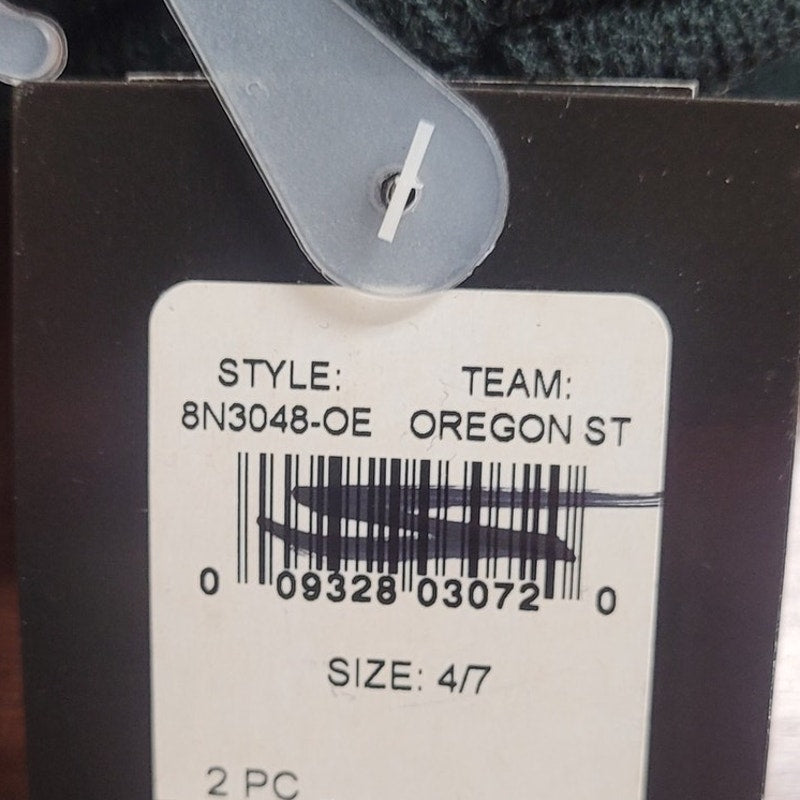 STYLE: TEAM:
8N3048-OE OREGON ST
0 09328 03072 0
SIZE: 4/7
2 PC